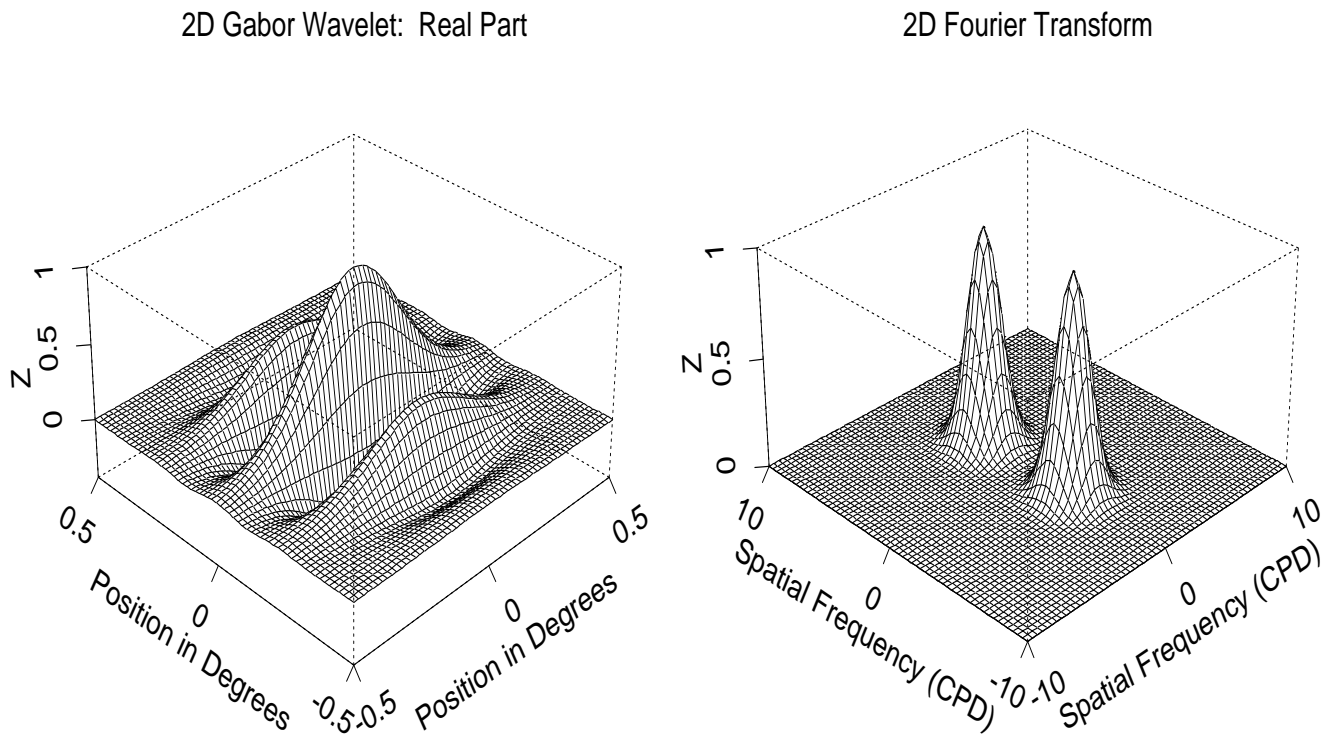 2D Gabor Wavelet: Real Part
1
Z
0.5
0
0.5
0
-0.5
Position in Degrees
-0.5
0
0.5
Position in Degrees
2D Fourier Transform
1
Z
0.5
0
10
0
-10
Spatial Frequency (CPD)
-10
0
10
Spatial Frequency (CPD)